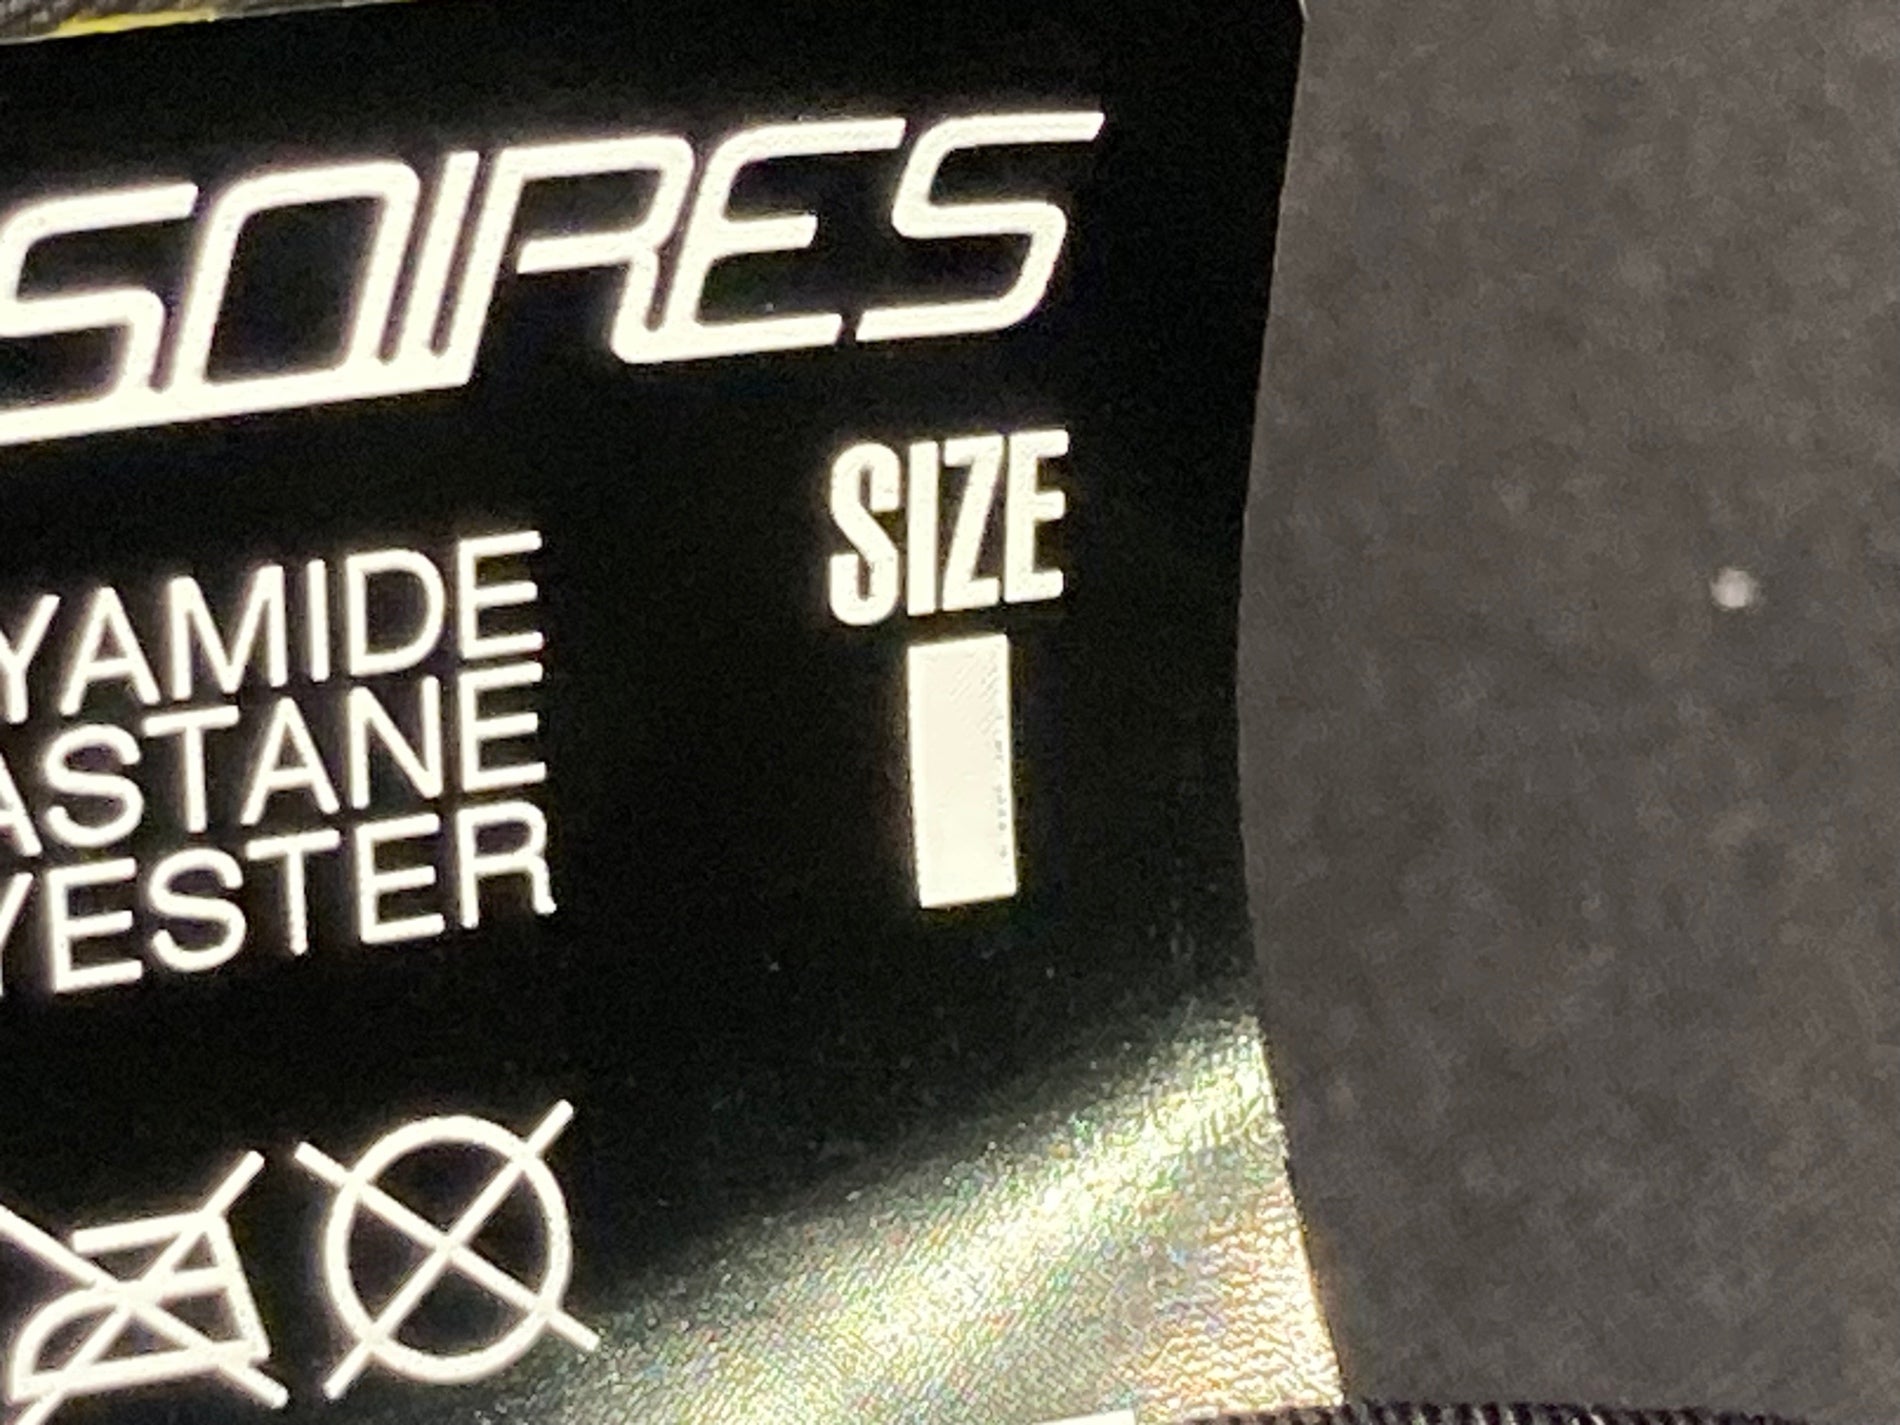 SOIRES
SIZE
I
YAMIDE
ASTANE
YESTER